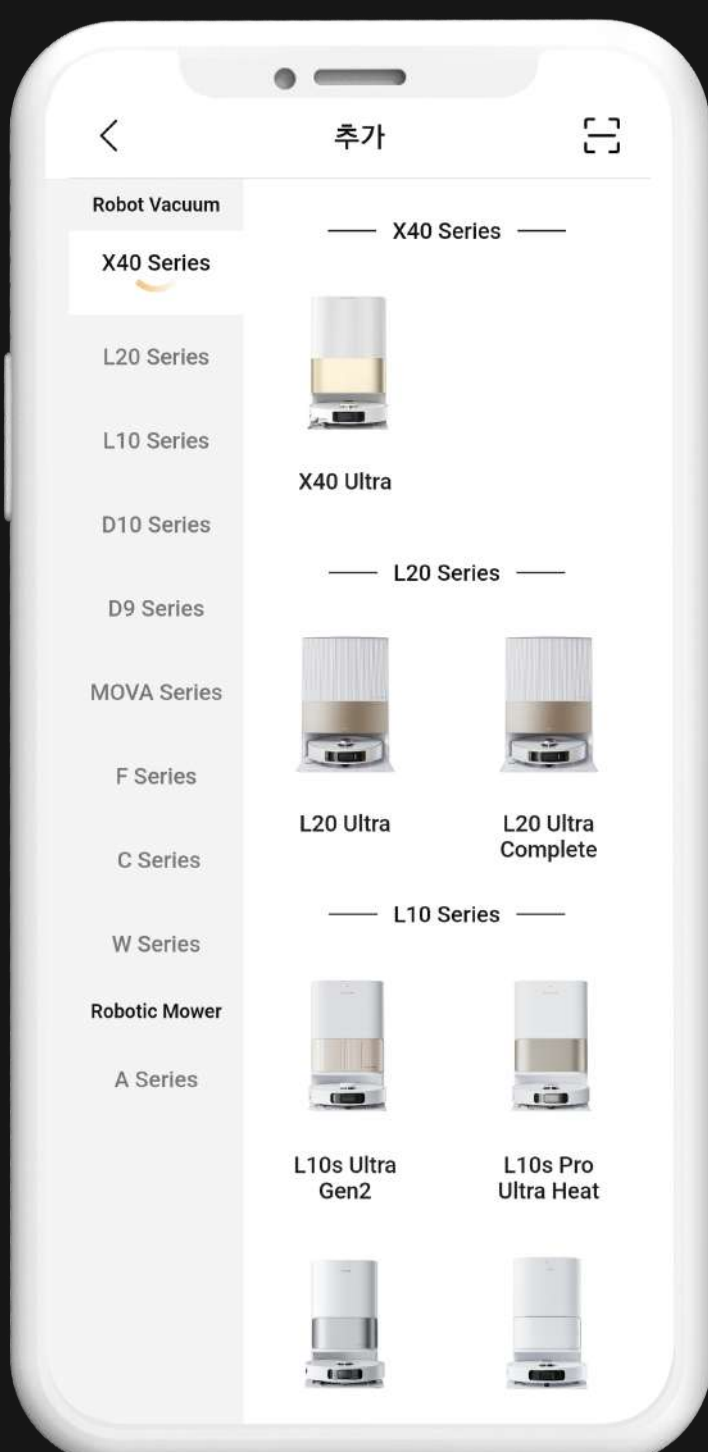 추가
Robot Vacuum
X40 Series
L20 Series
L10 Series
D10 Series
D9 Series
MOVA Series
F Series
C Series
W Series
Robotic Mower
A Series
X40 Series
X40 Ultra
L20 Series
L20 Ultra
L20 Ultra
Complete
L10 Series
L10s Ultra
Gen2
L10s Pro
Ultra Heat